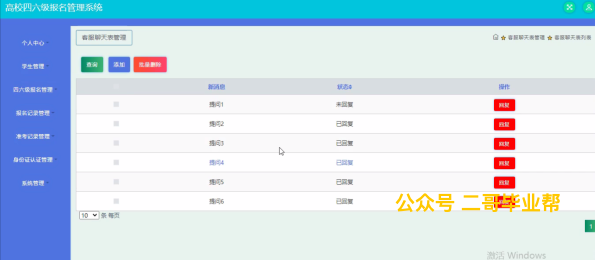 高校四六级报名管理系统
个人中心
学生管理
四六级报名管理
报名记录管理
准考记录管理
身份证认证管理
系统管理
客服聊天表管理
客服聊天表管理 客服聊天表列表
查询 添加 批量删除
新消息 状态 操作
提问1 未回复 回复
提问2 已回复 回复
提问3 已回复 回复
提问4 已回复 回复
提问5 已回复 回复
提问6 已回复 回复
10 条 每页
1
公众号 二哥毕业帮
激活 Windows